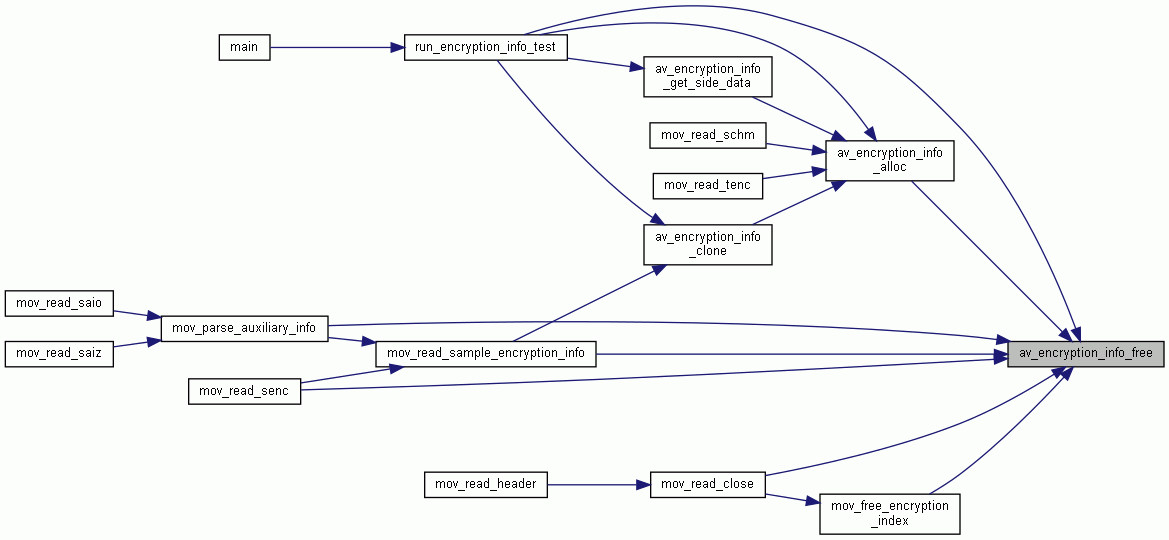 main
run_encryption_info_test
av_encryption_info
_get_side_data
mov_read_schm
av_encryption_info
_alloc
mov_read_tenc
av_encryption_info
_clone
mov_read_saio
mov_parse_auxiliary_info
mov_read_saiz
mov_read_sample_encryption_info
av_encryption_info_free
mov_read_senc
mov_read_header
mov_read_close
mov_free_encryption
_index